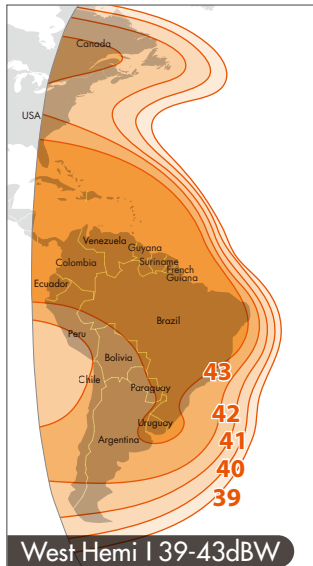 Canada
USA
Venezuela
Guyana
Colombia
Suriname
French
Guiana
Ecuador
Brazil
Peru
Bolivia
Chile
Paraguay
Uruguay
Argentina
43
42
41
40
39
West Hemi I 39-43dBW